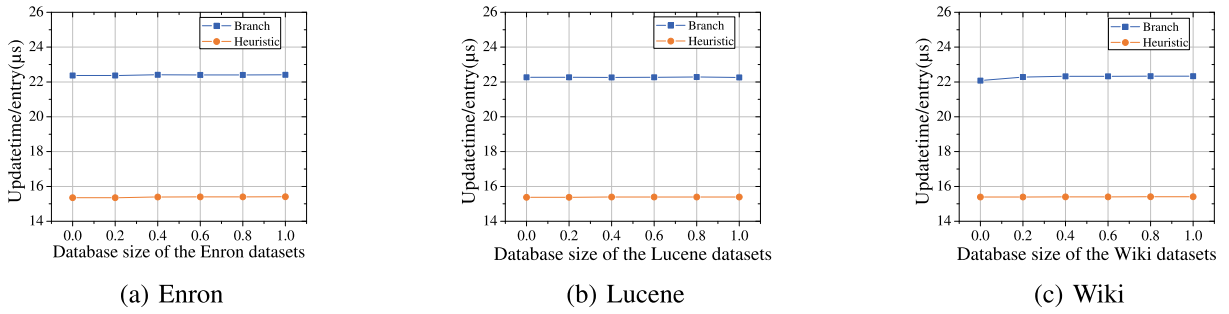 26
24
22
20
18
16
14
Updatetime/entry(μs)
Branch
Heuristic
0.0 0.2 0.4 0.6 0.8 1.0
Database size of the Enron datasets
(a) Enron
26
24
22
20
18
16
14
Updatetime/entry(μs)
Branch
Heuristic
0.0 0.2 0.4 0.6 0.8 1.0
Database size of the Lucene datasets
(b) Lucene
26
24
22
20
18
16
14
Updatetime/entry(μs)
Branch
Heuristic
0.0 0.2 0.4 0.6 0.8 1.0
Database size of the Wiki datasets
(c) Wiki